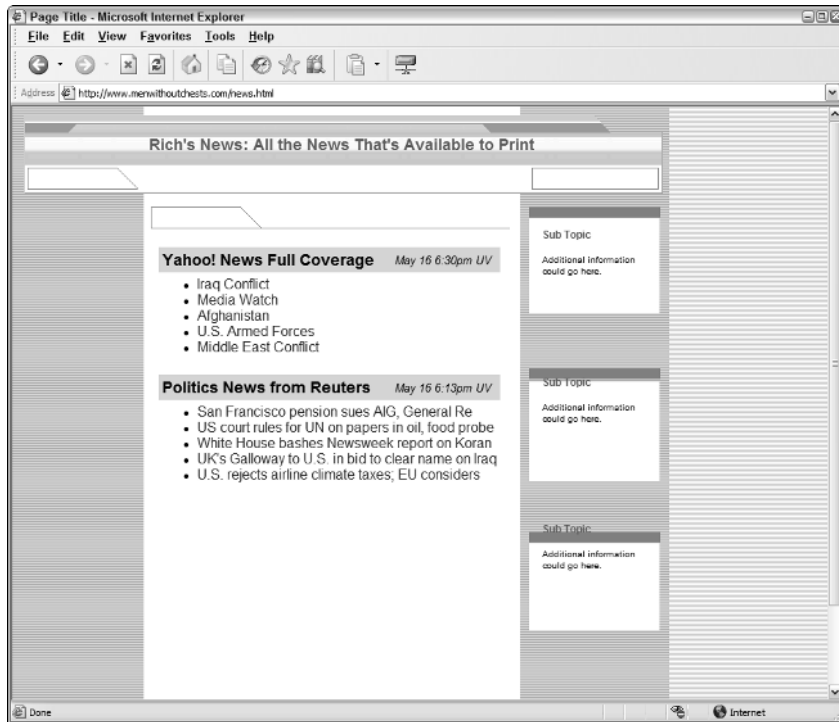 Page Title - Microsoft Internet Explorer
File Edit View Favorites Tools Help
Address http://www.menwithoutchests.com/news.html
Rich's News: All the News That's Available to Print
Yahoo! News Full Coverage May 16 6:30pm UV
Iraq Conflict
Media Watch
Afghanistan
U.S. Armed Forces
Middle East Conflict
Politics News from Reuters May 16 6:13pm UV
San Francisco pension sues AIG, General Re
US court rules for UN on papers in oil, food probe
White House bashes Newsweek report on Koran
UK's Galloway to U.S. in bid to clear name on Iraq
U.S. rejects airline climate taxes; EU considers
Sub Topic
Additional information
could go here.
Sub Topic
Additional information
could go here.
Sub Topic
Additional information
could go here.
Done
Internet